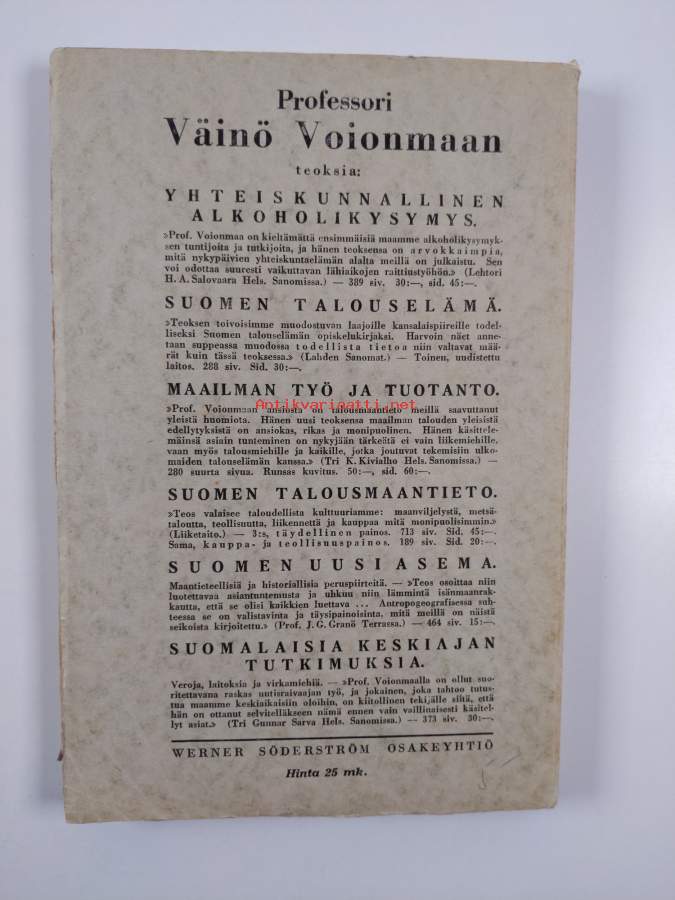 Professori
Väinö Voionmaan
teoksia:
YHTEISKUNNALLINEN
ALKOHOLIKYSYMYS.
»Prof. Voionmaa on kieltämättä ensimmäisiä maamme alkoholikysymyk-
sen tuntijoita ja tutkijoita, ja hänen teoksensa on arvokkaimpia,
mitä nykypäivien yhteiskuntaelämän alalta meillä on julkaistu. Sen
voi odottaa suuresti vaikuttavan lähiaikojen raittiustyöhön.» (Lehtori
H. A. Salovaara Hels. Sanomissa.) — 389 siv. 30:—, sid. 45:—.
SUOMEN TALOUSELÄMÄ.
»Teoksen toivoisimme muodostuvan laajoille kansalaispiireille todel-
liseksi Suomen talouselämän opiskelukirjaksi. Harvoin näet anne-
taan suppeassa muodossa todellista tietoa niin valtavat mää-
rät kuin tässä teoksessa.» (Lahden Sanomat.) — Toinen, uudistettu
laitos. 288 siv. Sid. 30:—.
MAAILMAN TYÖ JA TUOTANTO.
»Prof. Voionmaan ansiosta on talousmaantieto meillä saavuttanut
yleistä huomiota. Hänen uusi teoksensa maailman talouden yleisistä
edellytyksistä on ansiokas, rikas ja monipuolinen. Hänen käsittele-
mäinsä asiain tunteminen on nykyjään tärkeätä ei vain liikemiehille,
vaan myös talousmiehille ja kaikille, jotka joutuvat tekemisiin ulko-
maiden talouselämän kanssa.» (Tri K. Kivialho Hels. Sanomissa.) —
280 suurta sivua. Runsas kuvitus. 50:—, sid. 60:—.
Antikvariaatti.net
SUOMEN TALOUSMAANTIETO.
»Teos valaisee taloudellista kulttuuriamme: maanviljelystä, metsä-
taloutta, teollisuutta, liikennettä ja kauppaa mitä monipuolisimmin.»
(Liiketaito.) — 3:s, täydellinen painos. 713 siv. Sid. 45:—.
Sama, kauppa- ja teollisuuspainos. 189 siv. Sid. 20:—.
SUOMEN UUSI ASEMA.
Maantieteellisiä ja historiallisia peruspiirteitä. — »Teos osoittaa niin
luotettavaa asiantuntemusta ja uhkuu niin lämmintä isänmaanrak-
kautta, että se olisi kaikkien luettava ... Antropogeografisessa suh-
teessa se on valistavinta ja täysipainoisinta, mitä meillä on näistä
seikoista kirjoitettu.» (Prof. J. G. Granö Terrassa.) — 464 siv. 15:—.
SUOMALAISIA KESKIAJAN
TUTKIMUKSIA.
Veroja, laitoksia ja virkamiehiä. — »Prof. Voionmaalla on ollut suo-
ritettavana raskas uutisraivaajan työ, ja jokainen, joka tahtoo tutus-
tua maamme keskiaikaisiin oloihin, on kiitollinen tekijälle siitä, että
hän on ottanut selvitelläkseen nämä ennen vain vaillinaisesti käsitel-
lyt asiat.» (Tri Gunnar Sarva Hels. Sanomissa.) — 373 siv. 30:—.
WERNER SÖDERSTRÖM OSAKEYHTIÖ
Hinta 25 mk.